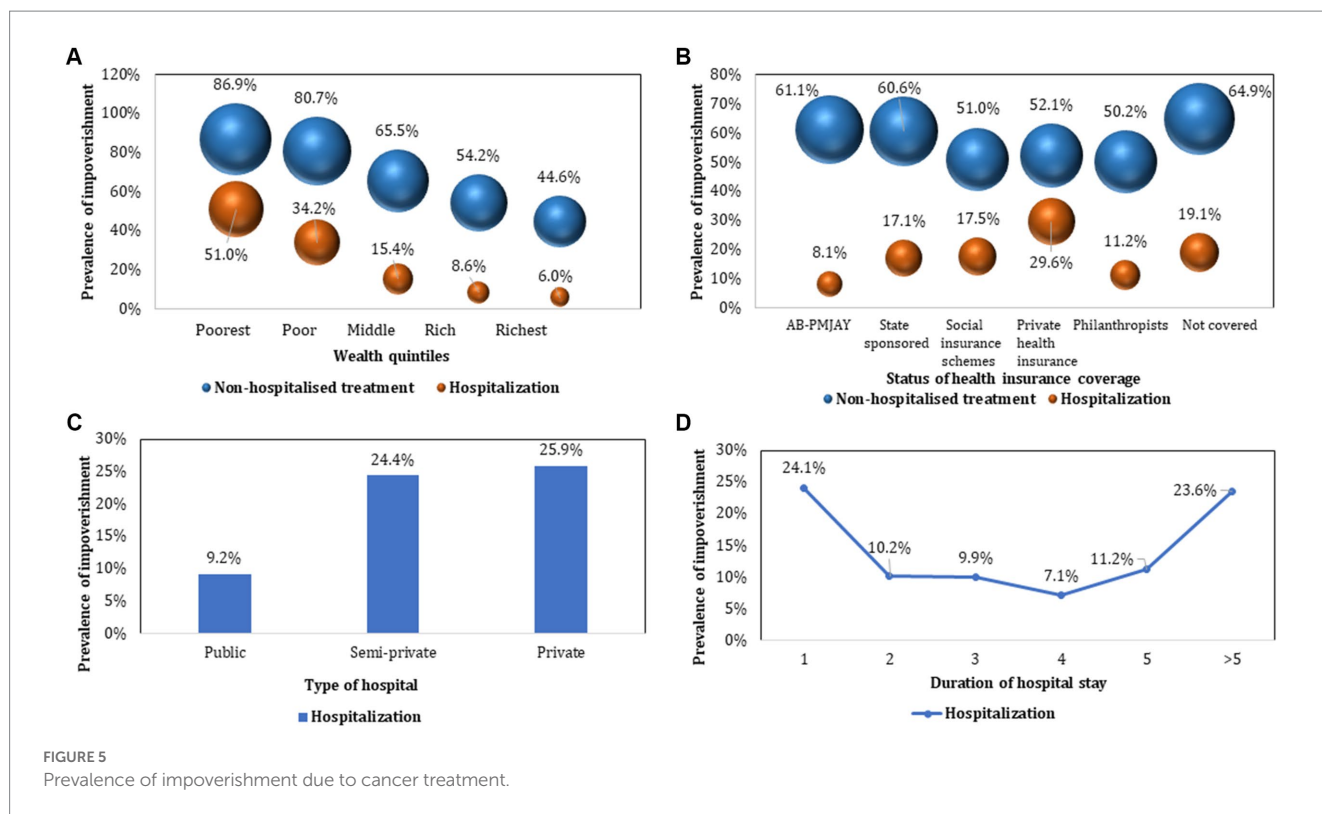 A
Prevalence of impoverishment
120%
100%
80%
60%
40%
20%
0%
86.9%
80.7%
65.5%
54.2%
44.6%
51.0%
34.2%
15.4%
8.6%
6.0%
Poorest Poor Middle Rich Richest
Wealth quintiles
Non-hospitalised treatment Hospitalization
B
Prevalence of impoverishment
80%
70%
60%
50%
40%
30%
20%
10%
0%
61.1%
60.6%
51.0%
52.1%
50.2%
64.9%
8.1%
17.1%
17.5%
29.6%
11.2%
19.1%
AB-PMJAY
State
sponsored
Social
insurance
schemes
Private
health
insurance
Philanthropists
Not covered
Status of health insurance coverage
Non-hospitalised treatment Hospitalization
C
Prevalence of impoverishment
30%
25%
20%
15%
10%
5%
0%
9.2%
24.4%
25.9%
Public Semi-private Private
Type of hospital
Hospitalization
D
Prevalence of impoverishment
30%
25%
20%
15%
10%
5%
0%
24.1%
10.2%
9.9%
7.1%
11.2%
23.6%
1 2 3 4 5 >5
Duration of hospital stay
Hospitalization
FIGURE 5
Prevalence of impoverishment due to cancer treatment.